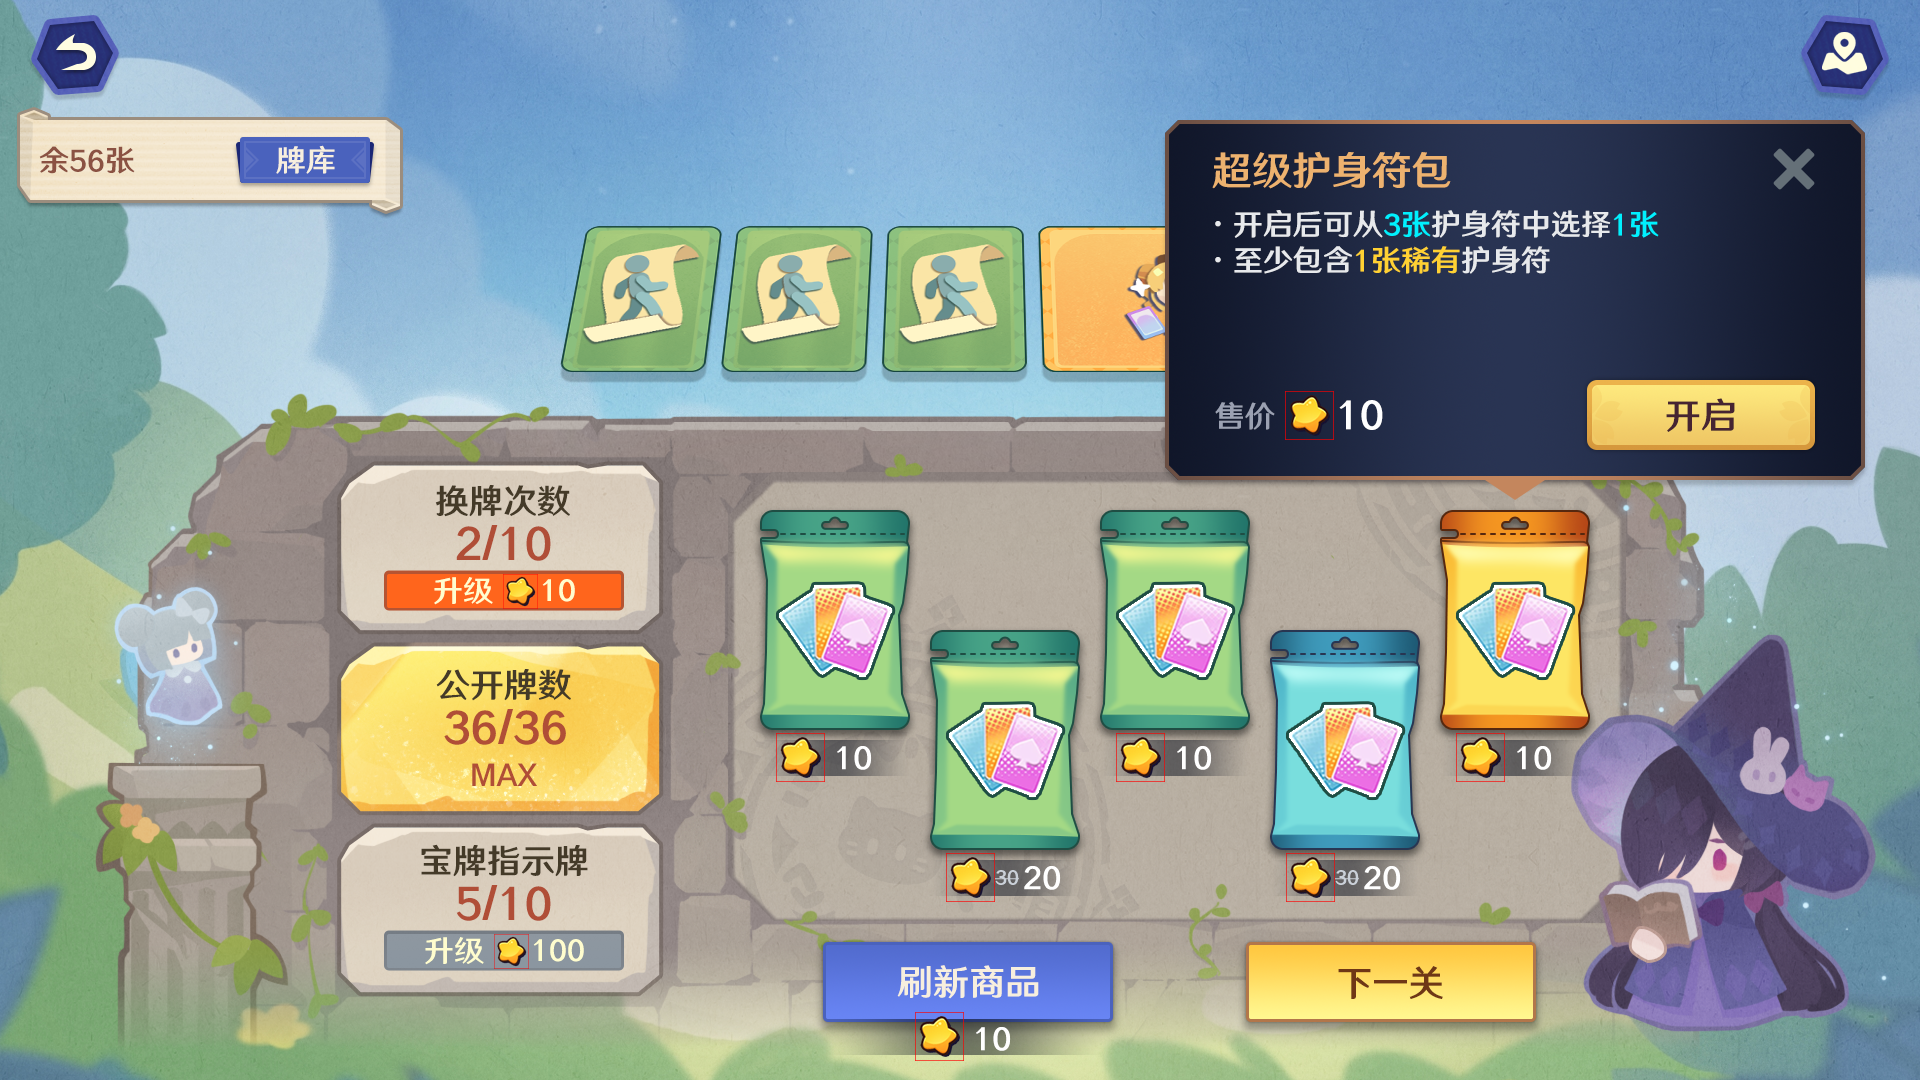 余56张
牌库
超级护身符包
· 开启后可从3张护身符中选择1张
· 至少包含1张稀有护身符
售价 10
开启
换牌次数
2/10
升级 10
公开牌数
36/36
MAX
宝牌指示牌
5/10
升级 100
10
30 20
10
30 20
10
刷新商品
10
下一关